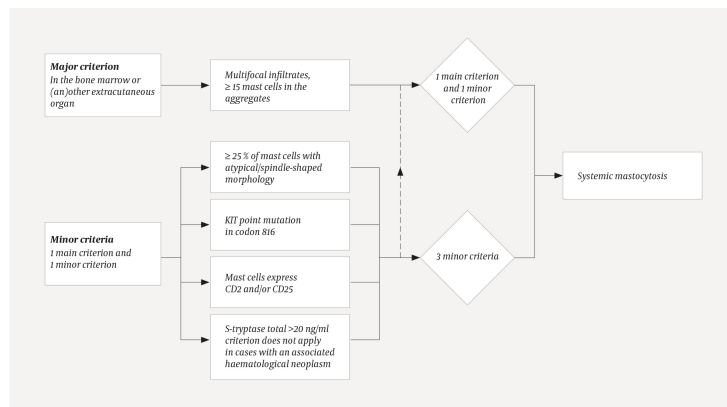 Major criterion
In the bone marrow or
(an)other extracutaneous
organ
Multifocal infiltrates,
≥ 15 mast cells in the
aggregates
1 main criterion
and 1 minor
criterion
≥ 25 % of mast cells with
atypical/spindle-shaped
morphology
Systemic mastocytosis
Minor criteria
1 main criterion and
1 minor criterion
KIT point mutation
in codon 816
Mast cells express
CD2 and/or CD25
3 minor criteria
S-tryptase total >20 ng/ml
criterion does not apply
in cases with an associated
haematological neoplasm